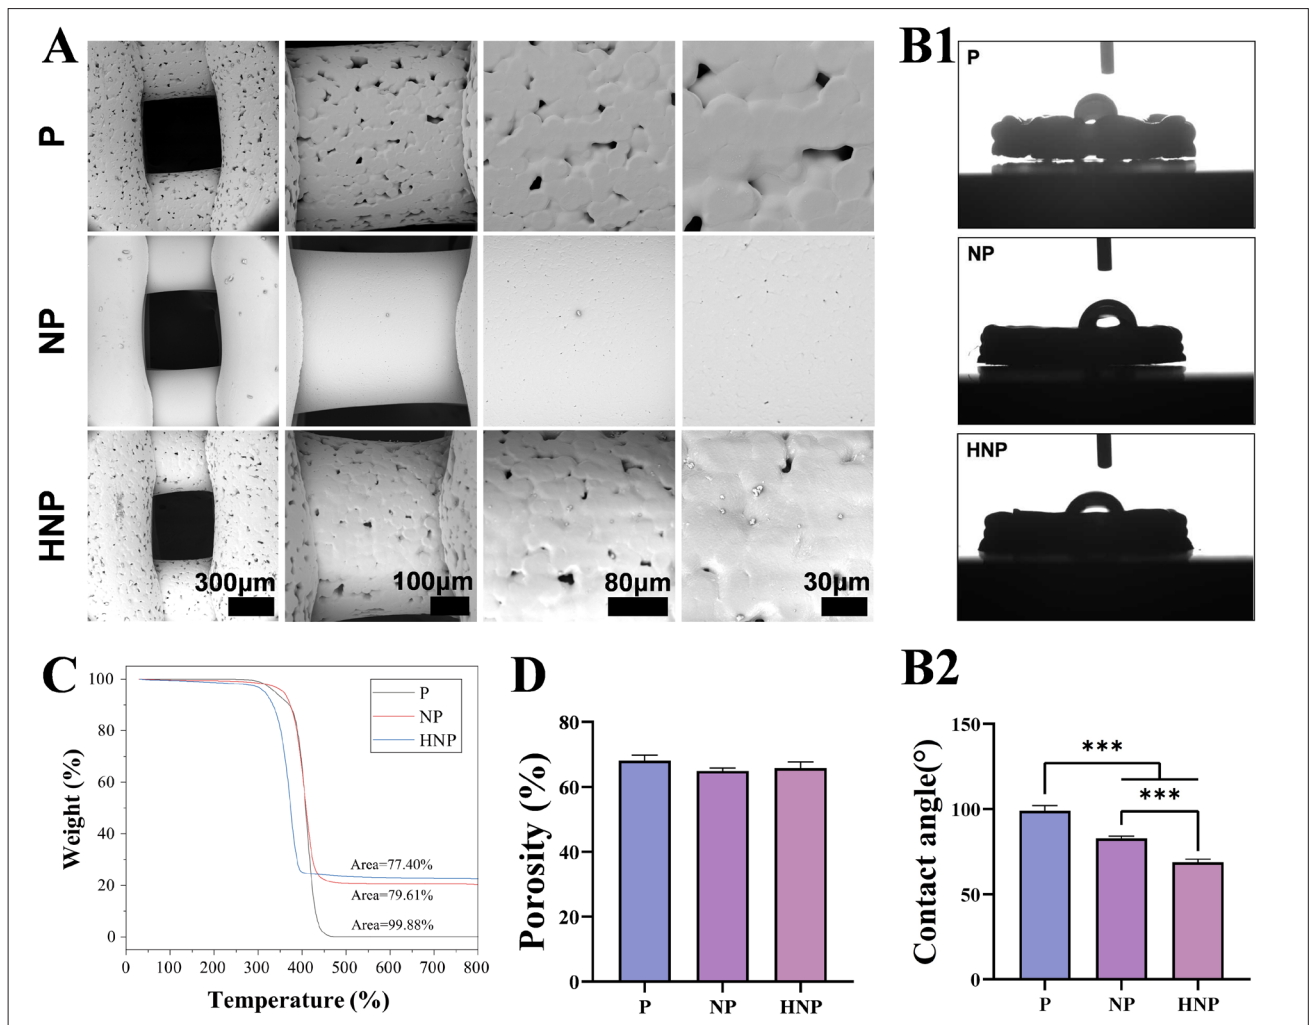 A
P
NP
HNP
300μm
100μm
80μm
30μm
B1
P
NP
HNP
C
100
80
60
40
20
0
Weight (%)
P
NP
HNP
Area=77.40%
Area=79.61%
Area=99.88%
0 100 200 300 400 500 600 700 800
Temperature (%)
D
80
60
40
20
0
Porosity (%)
P NP HNP
B2
150
100
50
0
Contact angle(°)
***
***
P NP HNP